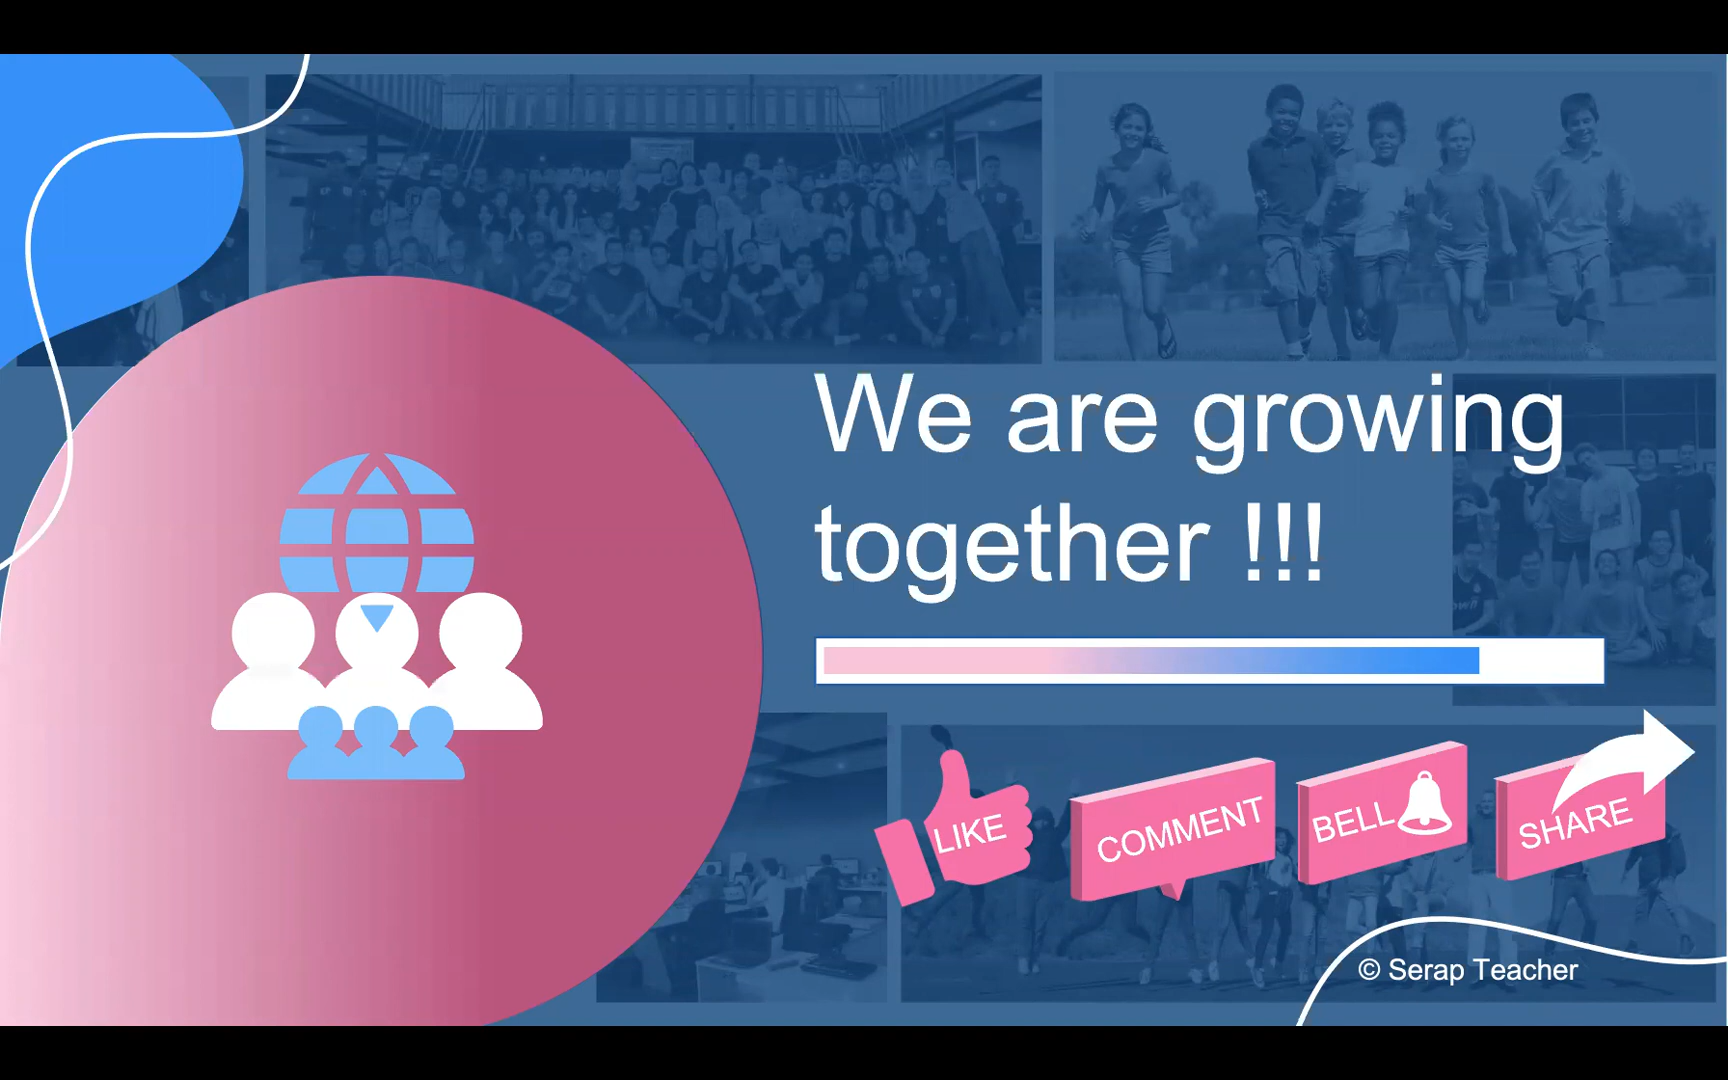 We are growing
together !!!
LIKE
COMMENT
BELL
SHARE
© Serap Teacher